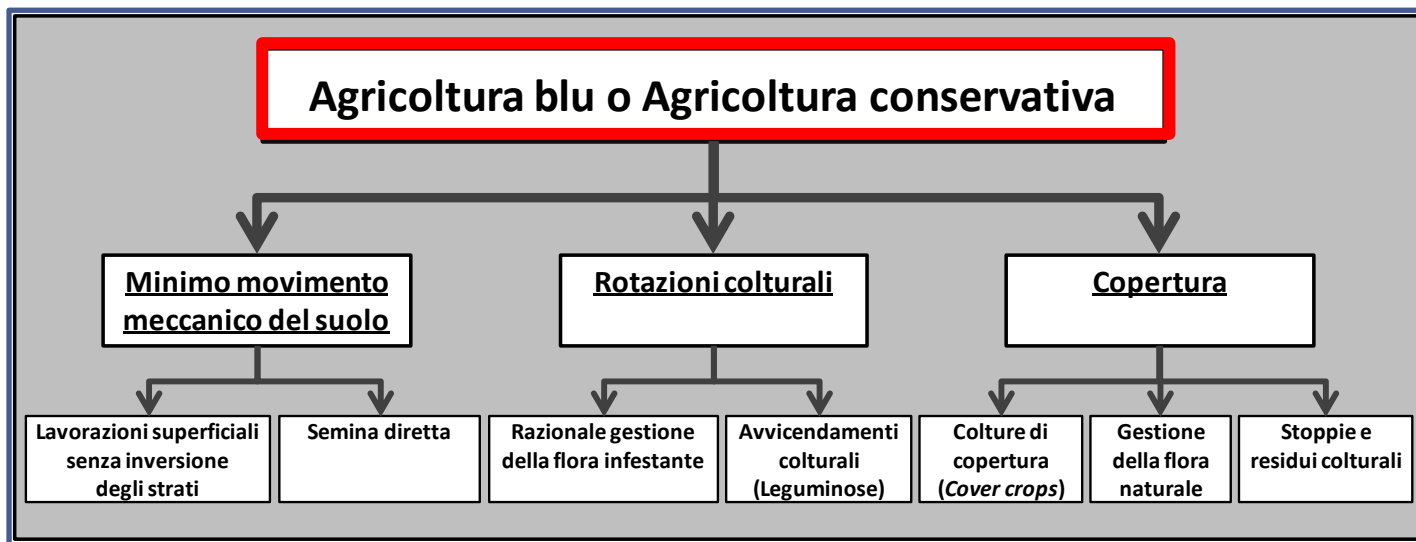 Agricoltura blu o Agricoltura conservativa
Minimo movimento
meccanico del suolo
Rotazioni colturali
Copertura
Lavorazioni superficiali
senza inversione
degli strati
Semina diretta
Razionale gestione
della flora infestante
Avvicendamenti
colturali
(Leguminose)
Colture di
copertura
(Cover crops)
Gestione
della flora
naturale
Stoppie e
residui colturali